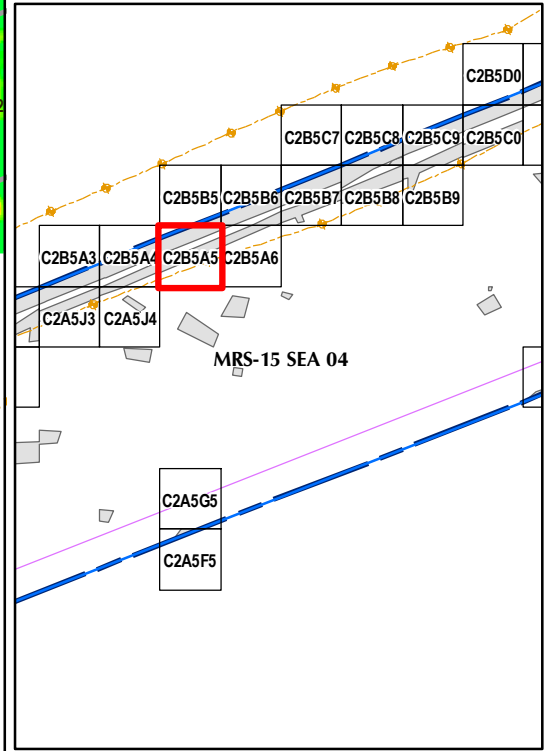 C2B5D0
C2B5C7 C2B5C8 C2B5C9 C2B5C0
C2B5B5 C2B5B6 C2B5B7 C2B5B8 C2B5B9
C2B5A3 C2B5A4 C2B5A5 C2B5A6
C2A5J3 C2A5J4
MRS-15 SEA 04
C2A5G5
C2A5F5